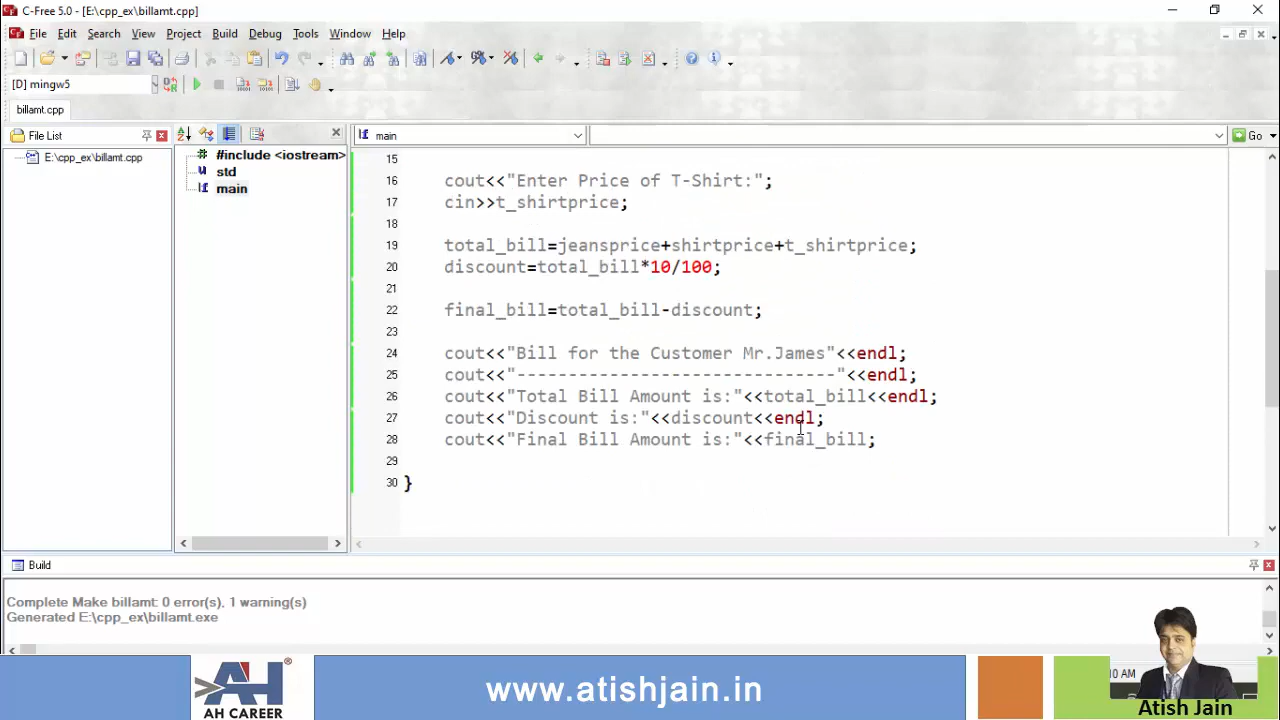 C-Free 5.0 - [E:\cpp_ex\billamt.cpp]
File Edit Search View Project Build Debug Tools Window Help
[D] mingw5
billamt.cpp
File List
main
Go
E:\cpp_ex\billamt.cpp
#include <iostream>
std
main
15
16 cout<<"Enter Price of T-Shirt:";
17 cin>>t_shirtprice;
18
19 total_bill=jeansprice+shirtprice+t_shirtprice;
20 discount=total_bill*10/100;
21
22 final_bill=total_bill-discount;
23
24 cout<<"Bill for the Customer Mr.James"<<endl;
25 cout<<"-------------------------------"<<endl;
26 cout<<"Total Bill Amount is:"<<total_bill<<endl;
27 cout<<"Discount is:"<<discount<<endl;
28 cout<<"Final Bill Amount is:"<<final_bill;
29
30 }
Build
Complete Make billamt: 0 error(s), 1 warning(s)
Generated E:\cpp_ex\billamt.exe
AH
®
AH CAREER
www.atishjain.in
10 AM
Atish Jain